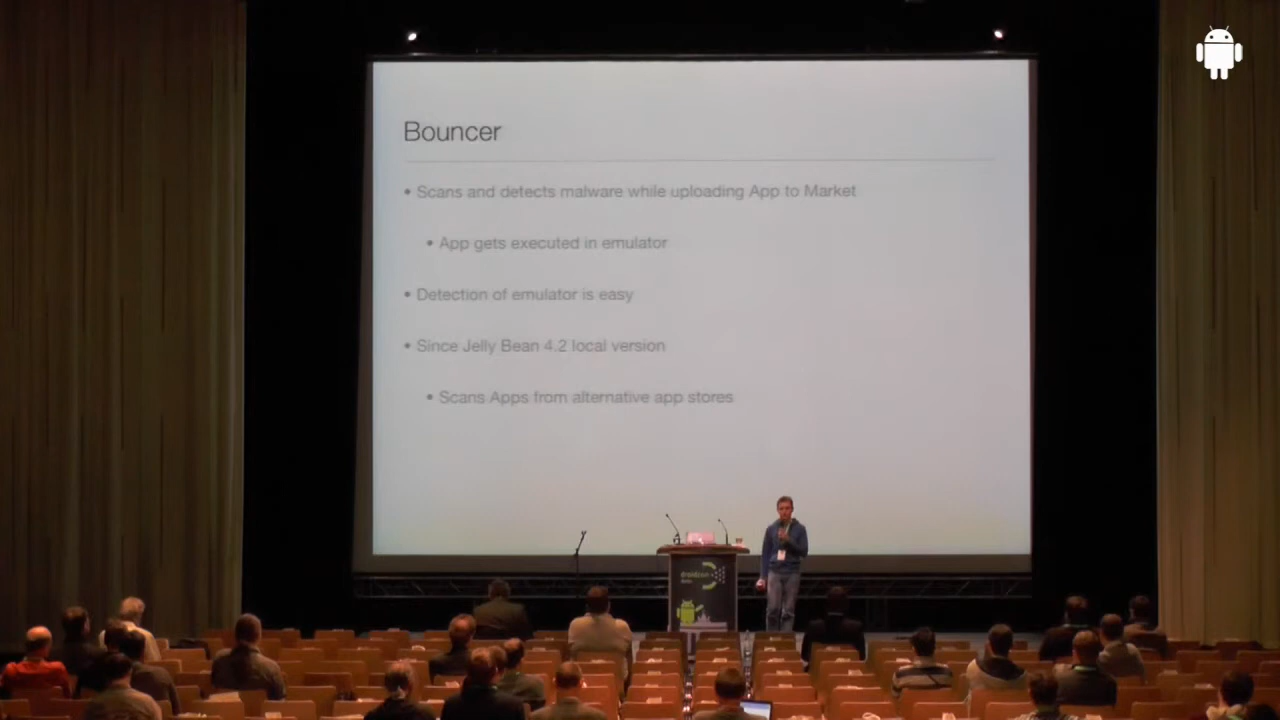 Bouncer
• Scans and detects malware while uploading App to Market
• App gets executed in emulator
• Detection of emulator is easy
• Since Jelly Bean 4.2 local version
• Scans Apps from alternative app stores
droidcon